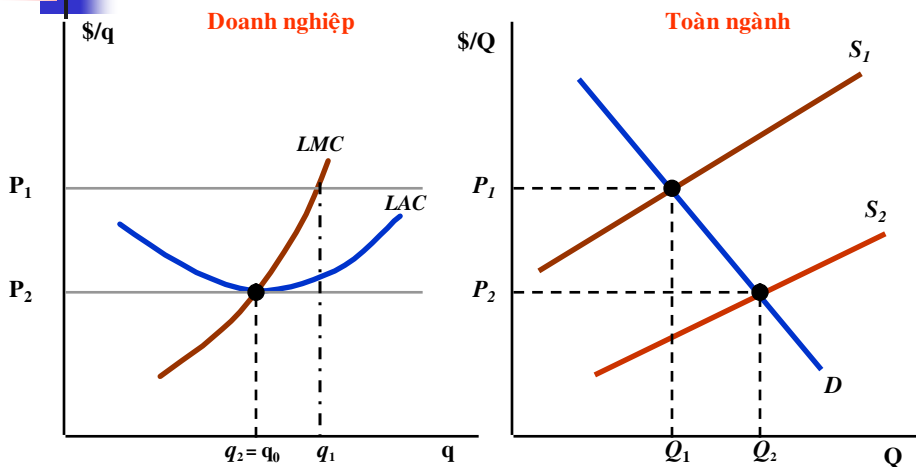 Doanh nghiệp
$/q
LMC
P1
LAC
P2
q2 = q0
q1
q
Toàn ngành
$/Q
S1
P1
S2
P2
D
Q1
Q2
Q